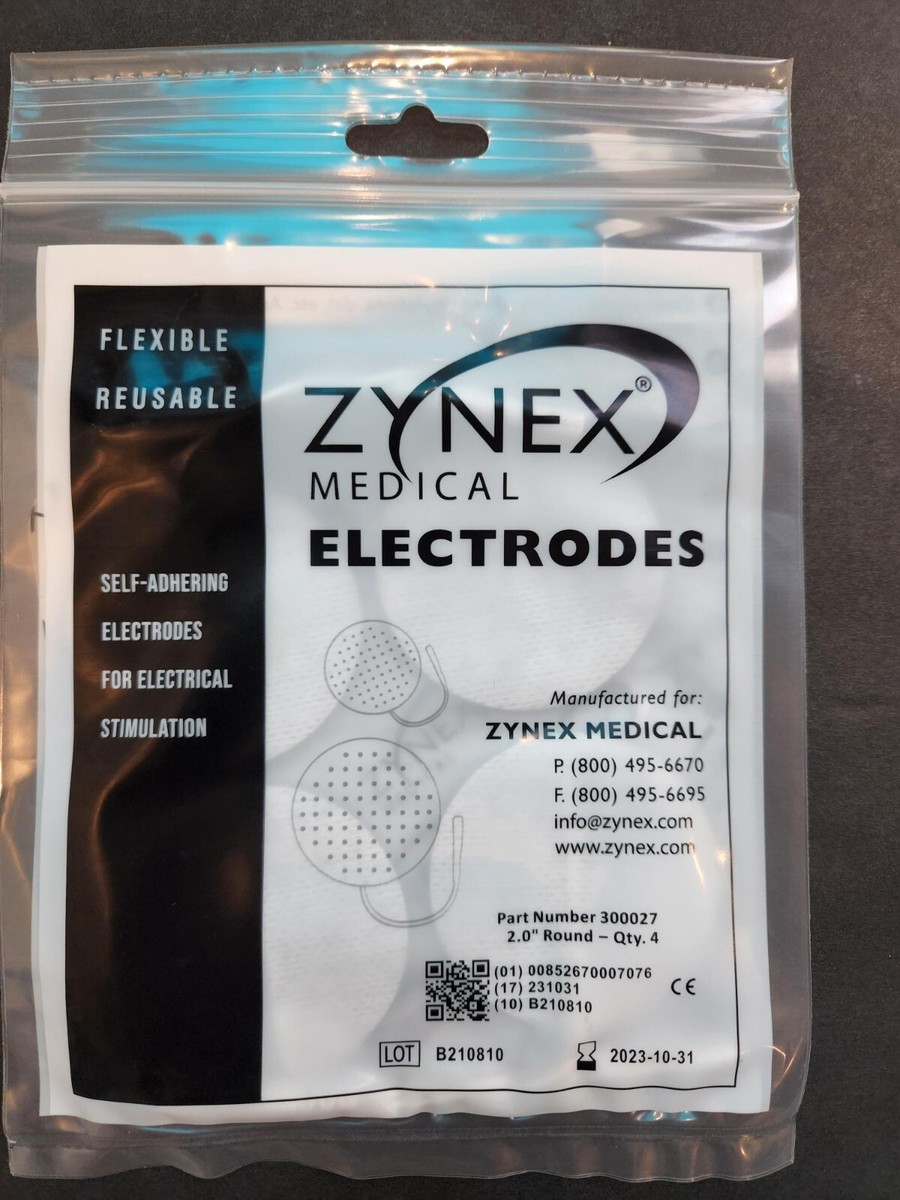 FLEXIBLE
REUSABLE
SELF-ADHERING
ELECTRODES
FOR ELECTRICAL
STIMULATION
ZYNEX®
MEDICAL
ELECTRODES
Manufactured for:
ZYNEX MEDICAL
P. (800) 495-6670
F. (800) 495-6695
info@zynex.com
www.zynex.com
Part Number 300027
2.0" Round – Qty. 4
(01) 00852670007076
(17) 231031
(10) B210810
CE
LOT B210810
2023-10-31